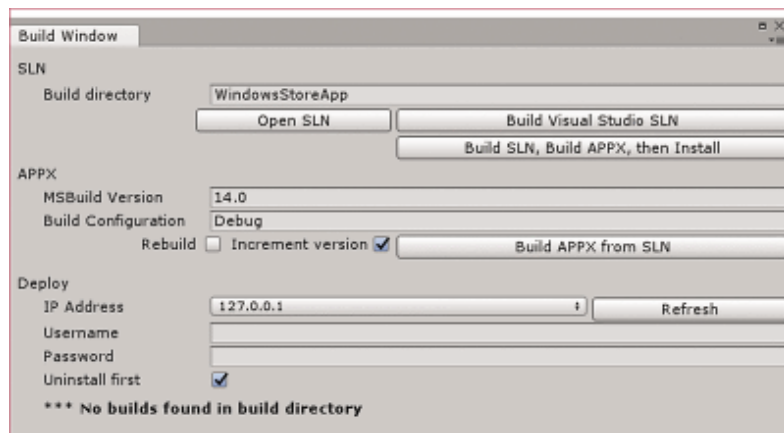 Build Window
SLN
Build directory WindowsStoreApp
Open SLN Build Visual Studio SLN
Build SLN, Build APPX, then Install
APPX
MSBuild Version 14.0
Build Configuration Debug
Rebuild Increment version Build APPX from SLN
Deploy
IP Address 127.0.0.1 Refresh
Username
Password
Uninstall first
*** No builds found in build directory